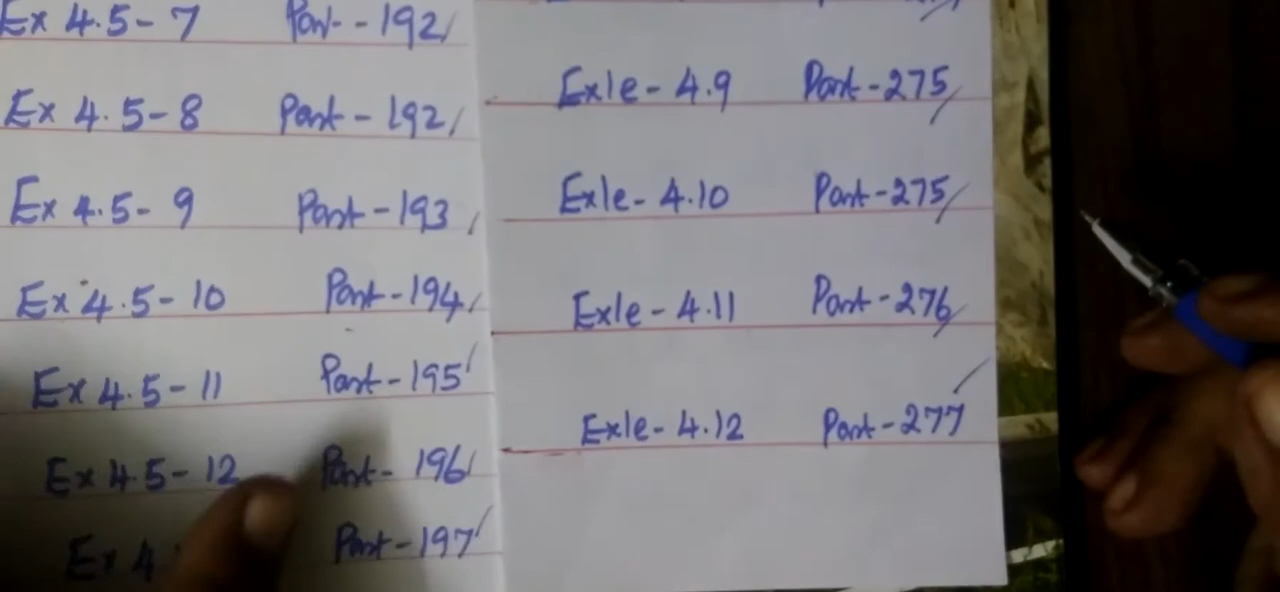 Ex 4.5-7 Part-192/
Ex 4.5-8 Part-192/
Ex 4.5-9 Part-193/
Ex 4.5-10 Part-194/
Ex 4.5-11 Part-195/
Ex 4.5-12 Part-196/
Ex 4. Part-197/
Exle-4.9 Part-275/
Exle-4.10 Part-275/
Exle-4.11 Part-276/
Exle-4.12 Part-277/